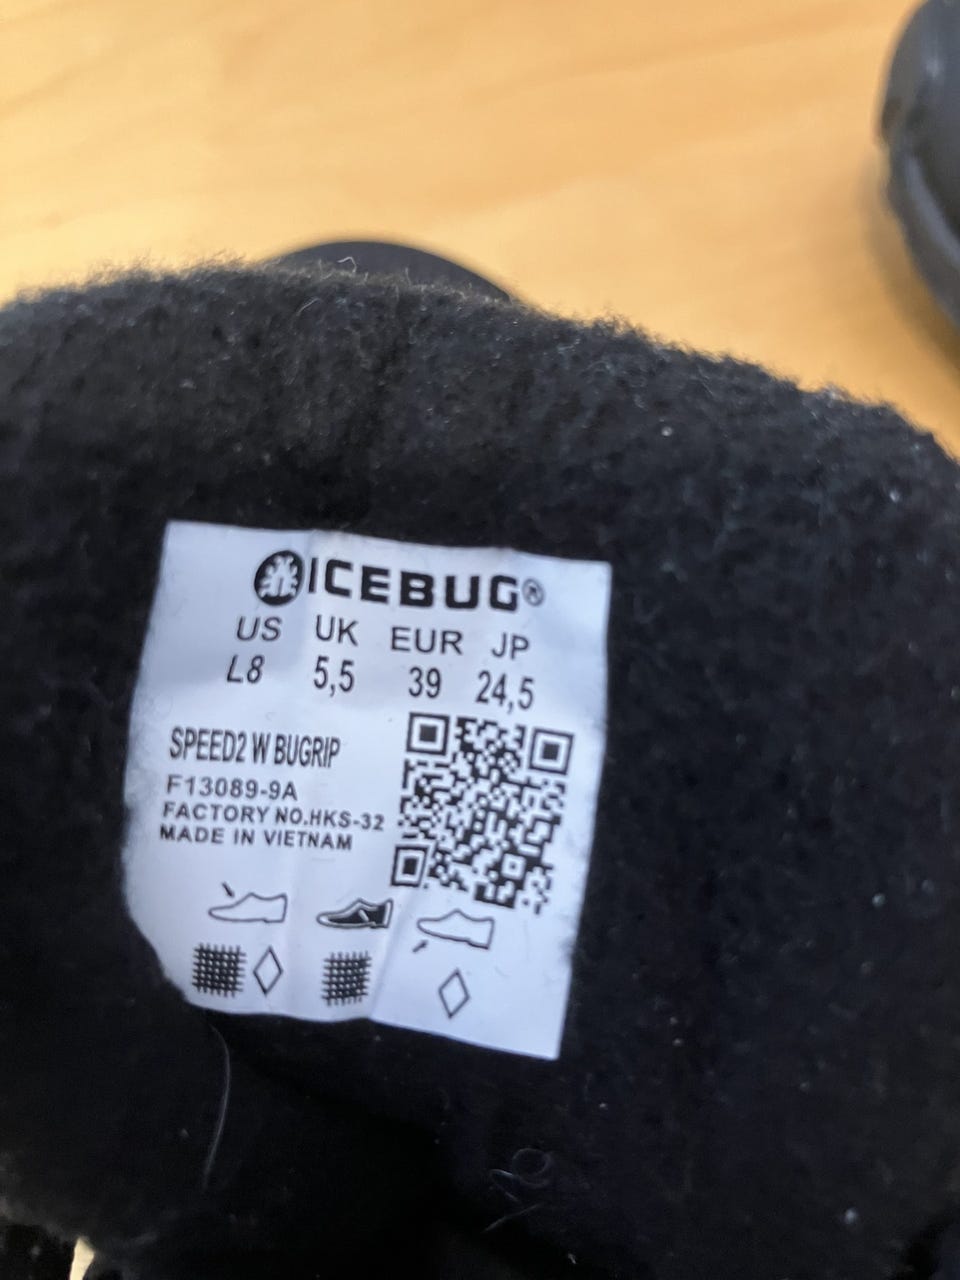 ICEBUG®
US UK EUR JP
L8 5,5 39 24,5
SPEED2 W BUGRIP
F13089-9A
FACTORY NO.HKS-32
MADE IN VIETNAM